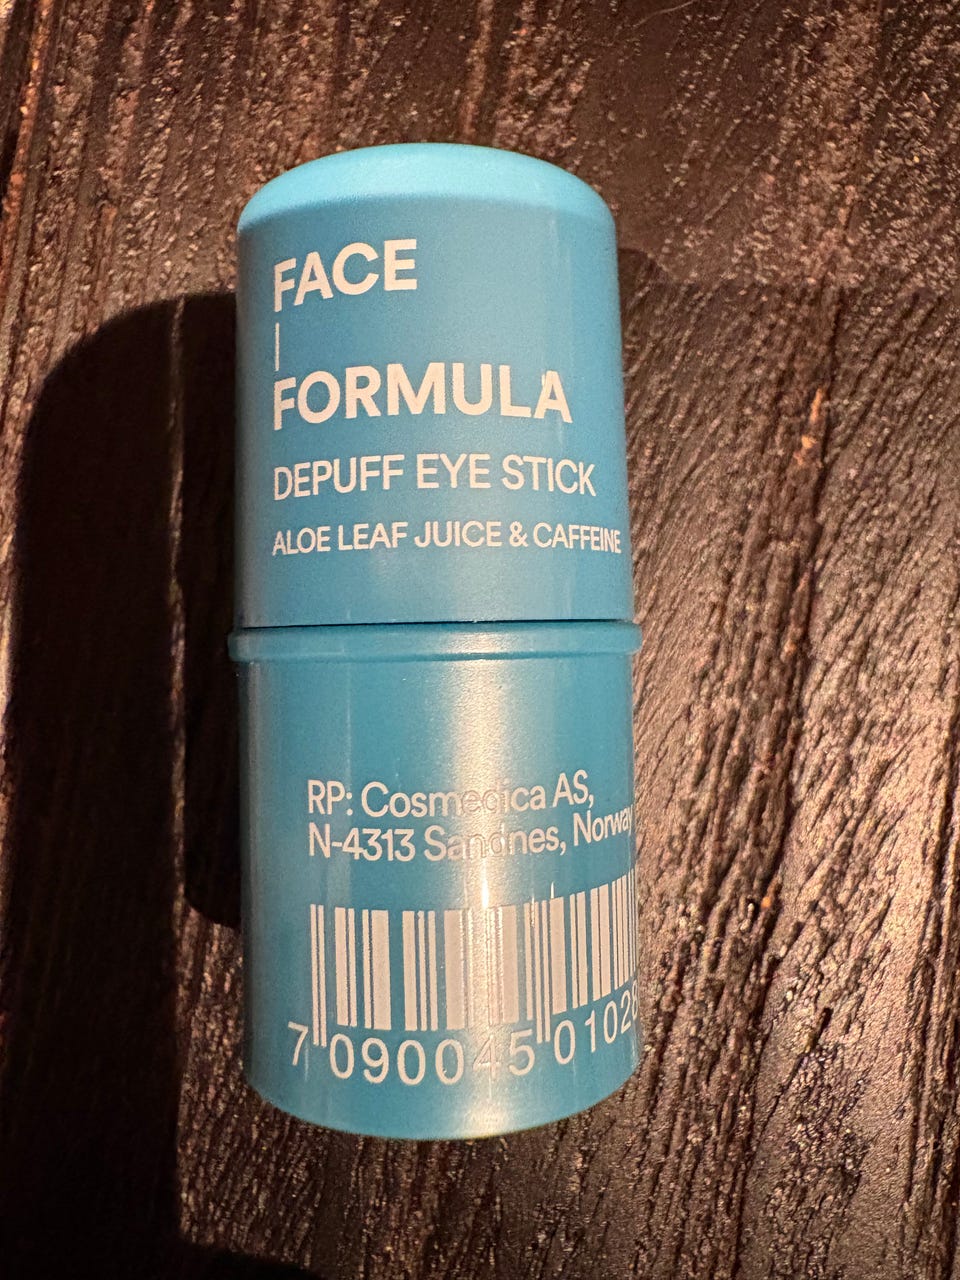 FACE
FORMULA
DEPUFF EYE STICK
ALOE LEAF JUICE & CAFFEINE
RP: Cosmedica AS,
N-4313 Sandnes, Norway
7 090045 01028